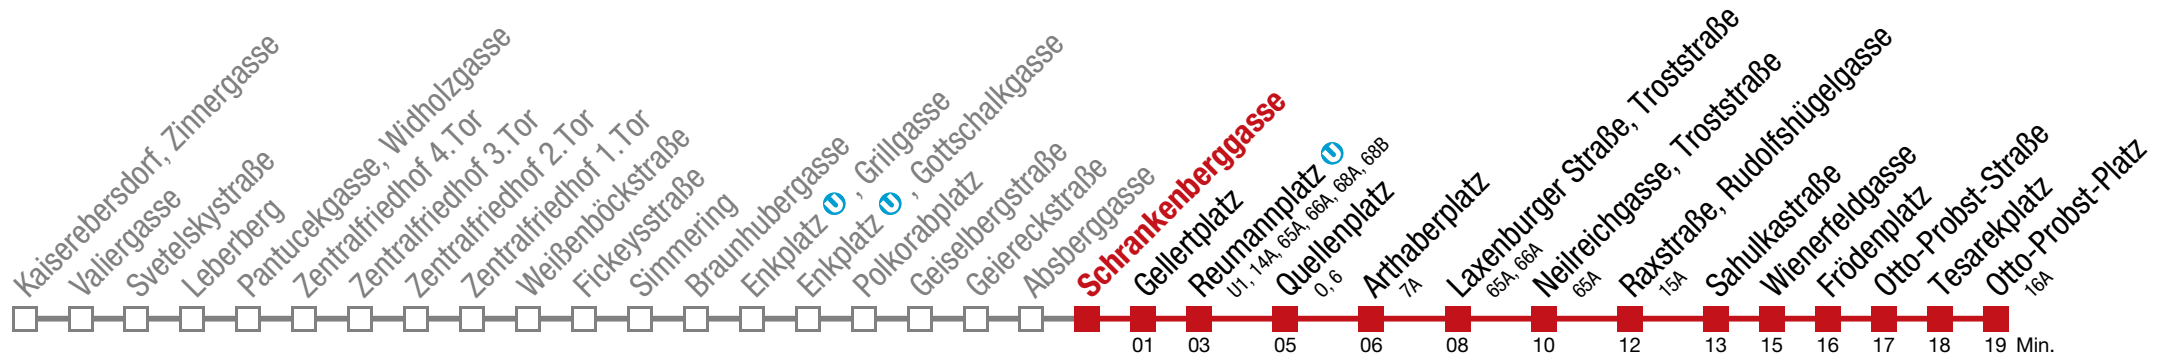 Kaiserebersdorf, Zinnergasse
Valiergasse
Svetelskystraße
Leberberg
Pantucekgasse, Widholzgasse
Zentralfriedhof 4. Tor
Zentralfriedhof 3. Tor
Zentralfriedhof 2. Tor
Zentralfriedhof 1. Tor
Weißenböckstraße
Fickeysstraße
Simmering
Braunhubergasse
Enkplatz U , Grillgasse
Enkplatz U , Gottschalkgasse
Polkorabplatz
Geiselbergstraße
Geiereckstraße
Absberggasse
Schrankenberggasse
Gellertplatz
Reumannplatz U
U1, 14A, 65A, 66A, 68A, 68B
Quellenplatz
O, 6
Arthaberplatz
7A
Laxenburger Straße, Troststraße
65A, 66A
Neilreichgasse, Troststraße
65A
Raxstraße, Rudolfshügelgasse
15A
Sahulkastraße
Wienerfeldgasse
Frödenplatz
Otto-Probst-Straße
Tesarekplatz
Otto-Probst-Platz
16A
01 03 05 06 08 10 12 13 15 16 17 18 19 Min.